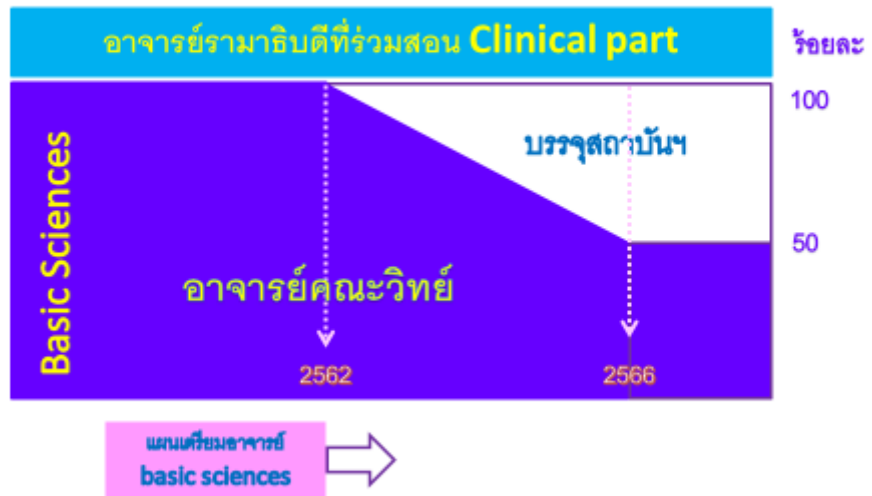 อาจารย์รามาธิบดีที่ร่วมสอน Clinical part
ร้อยละ
100
บรรจุสถาบันฯ
Basic Sciences
50
อาจารย์คณะวิทย์
2562
2566
แผนเตรียมอาจารย์
basic sciences